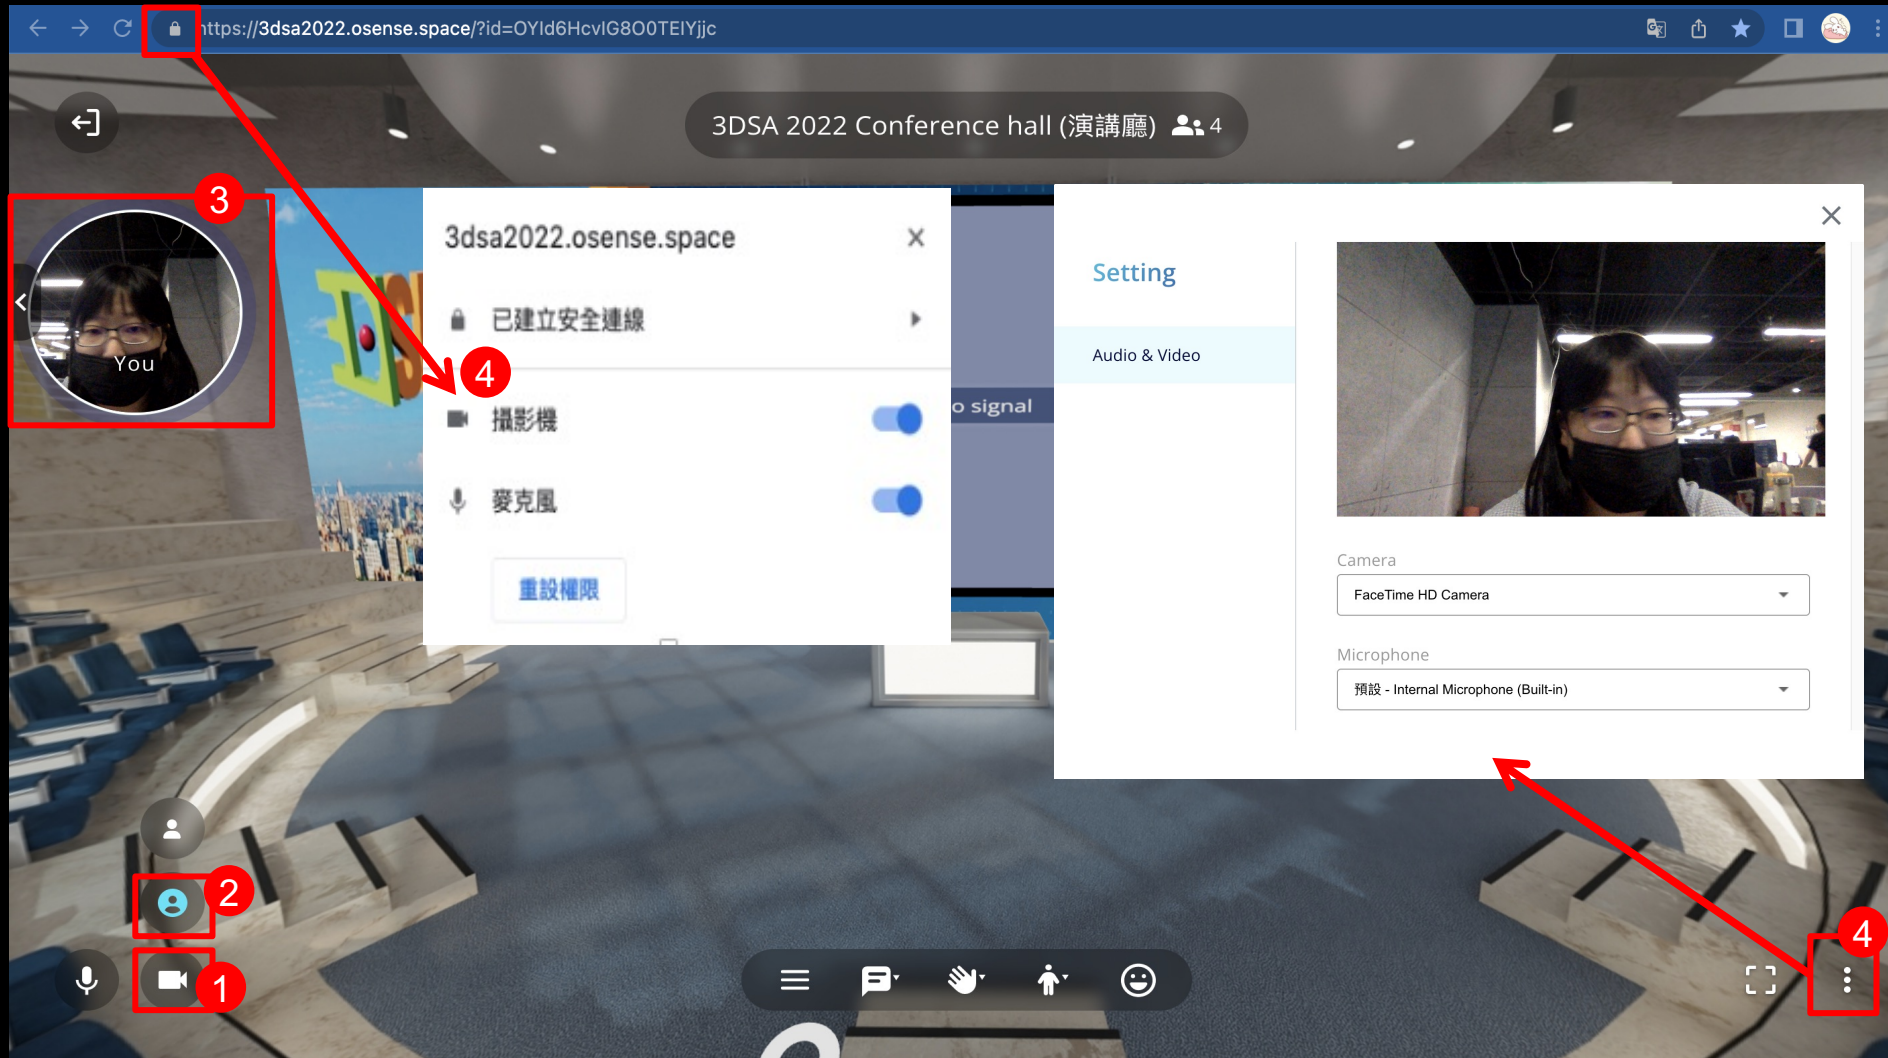 https://3dsa2022.osense.space/?id=OYId6HcvIG8O0TEIYjjc
3DSA 2022 Conference hall (演講廳) 4
3
You
3dsa2022.osense.space
已建立安全連線
4
攝影機
麥克風
重設權限
o signal
Setting
Audio & Video
Camera
FaceTime HD Camera
Microphone
預設 - Internal Microphone (Built-in)
2
1
4